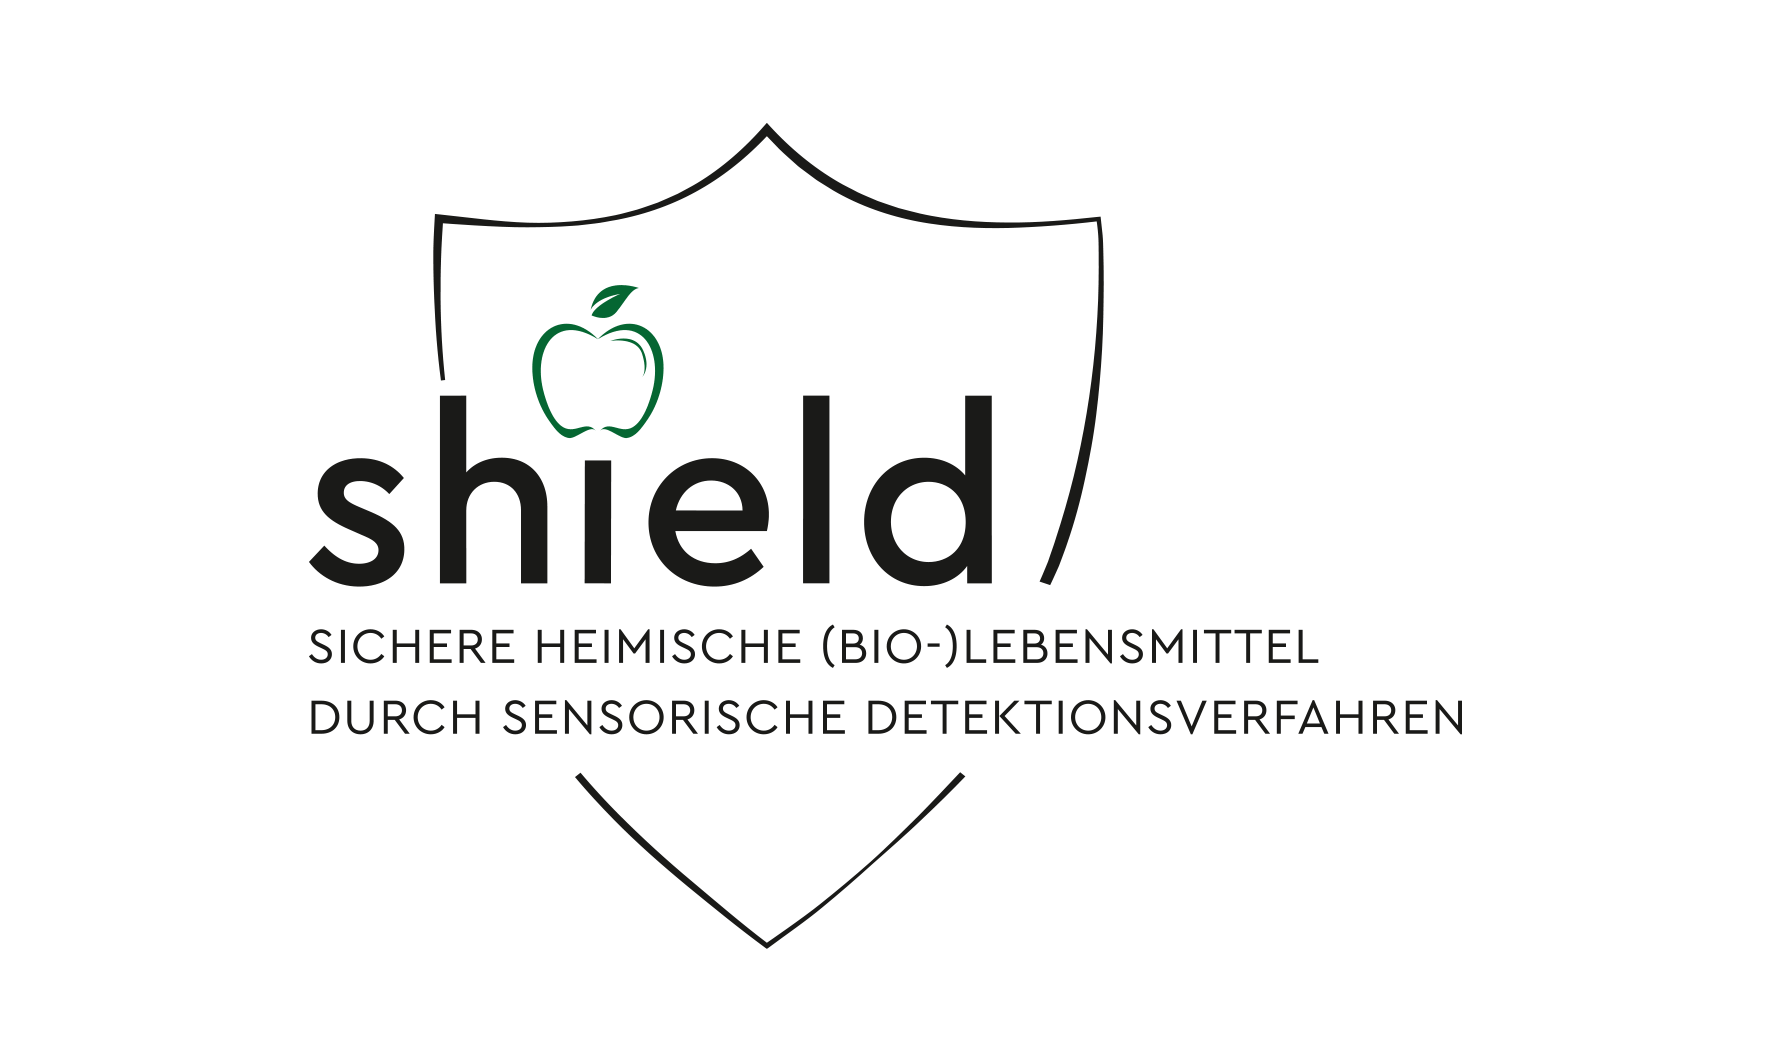 shield
SICHERE HEIMISCHE (BIO-)LEBENSMITTEL
DURCH SENSORISCHE DETEKTIONSVERFAHREN